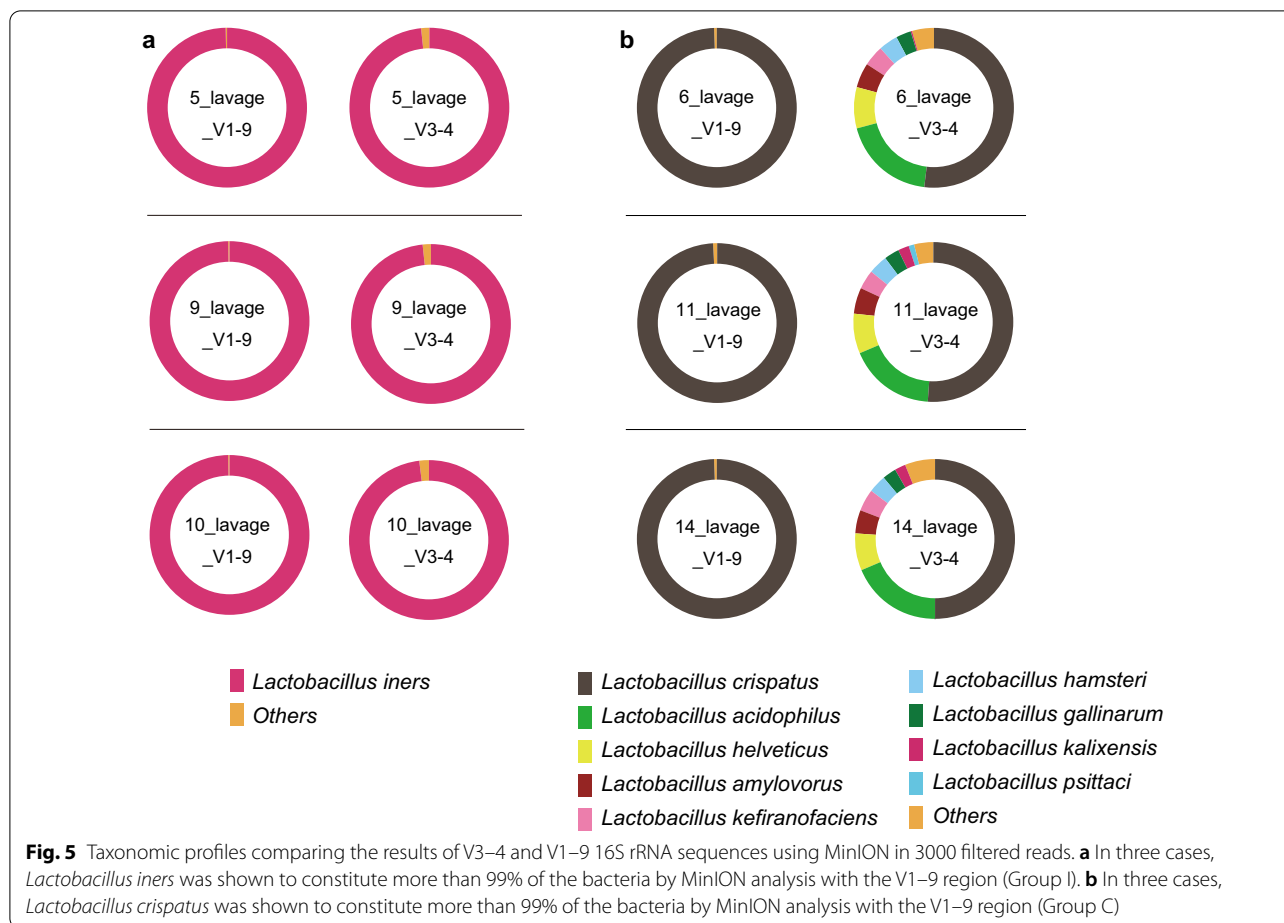 a
b
5_lavage
_V1-9
5_lavage
_V3-4
6_lavage
_V1-9
6_lavage
_V3-4
9_lavage
_V1-9
9_lavage
_V3-4
11_lavage
_V1-9
11_lavage
_V3-4
10_lavage
_V1-9
10_lavage
_V3-4
14_lavage
_V1-9
14_lavage
_V3-4
Lactobacillus iners
Others
Lactobacillus crispatus
Lactobacillus acidophilus
Lactobacillus helveticus
Lactobacillus amylovorus
Lactobacillus kefiranofaciens
Lactobacillus hamsteri
Lactobacillus gallinarum
Lactobacillus kalixensis
Lactobacillus psittaci
Others
Fig. 5 Taxonomic profiles comparing the results of V3–4 and V1–9 16S rRNA sequences using MinION in 3000 filtered reads. a In three cases,
Lactobacillus iners was shown to constitute more than 99% of the bacteria by MinION analysis with the V1–9 region (Group I). b In three cases,
Lactobacillus crispatus was shown to constitute more than 99% of the bacteria by MinION analysis with the V1–9 region (Group C)